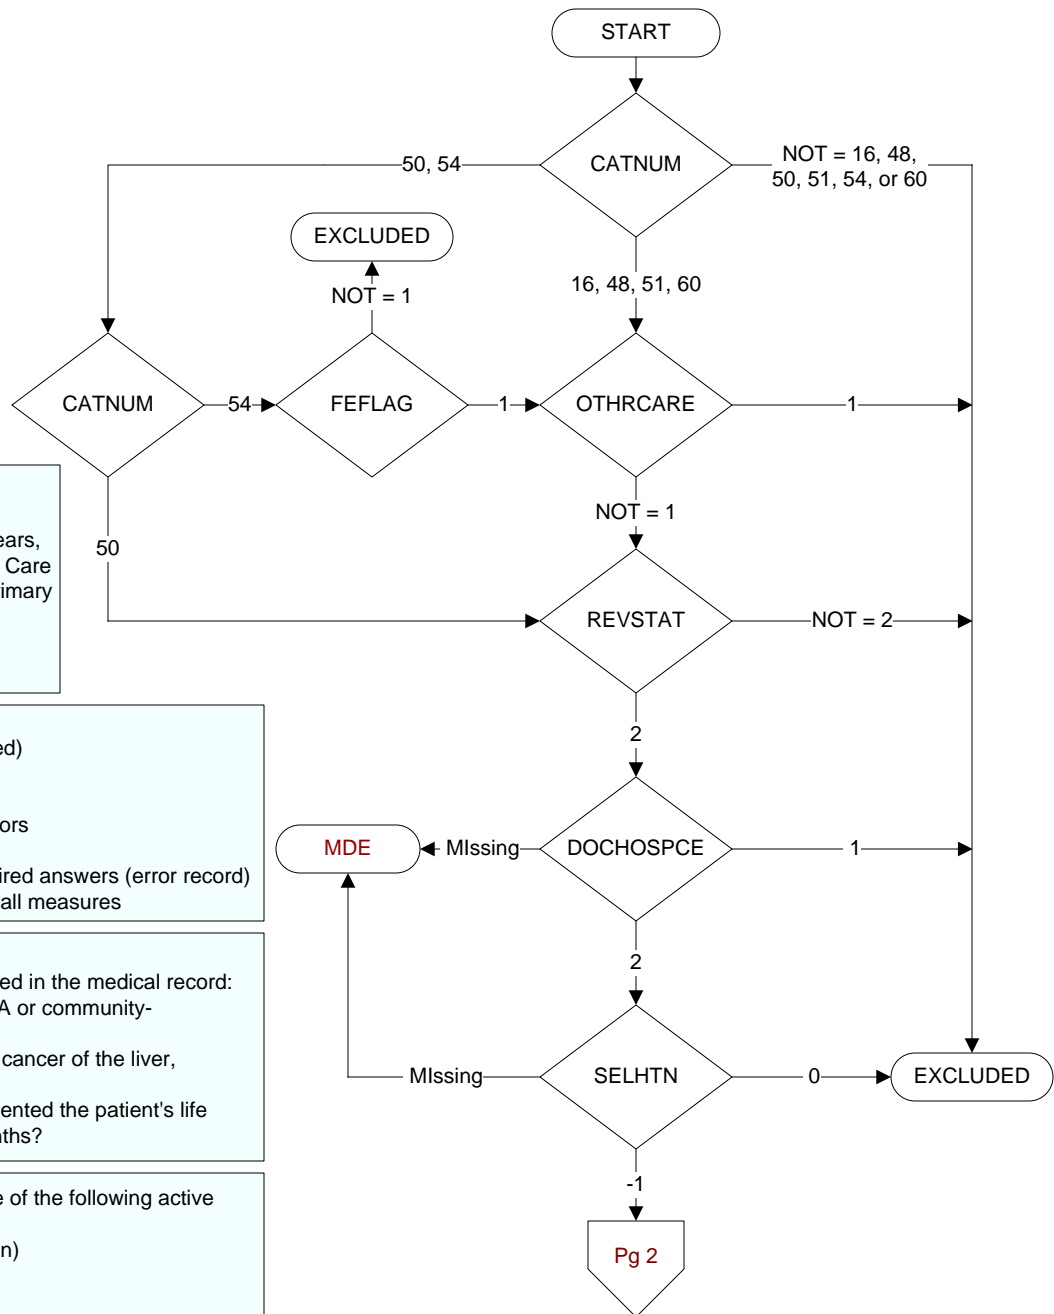 START
CATNUM
50, 54
NOT = 16, 48,
50, 51, 54, or 60
EXCLUDED
NOT = 1
16, 48, 51, 60
CATNUM
54
FEFLAG
1
OTHRCARE
1
NOT = 1
50
REVSTAT
NOT = 2
2
MDE
MIssing
DOCHOSPCE
1
2
MIssing
SELHTN
0
EXCLUDED
-1
Pg 2
ears,
Care
rimary
ed)
ors
ired answers (error record)
all measures
ed in the medical record:
A or community-
cancer of the liver,
ented the patient's life
nths?
e of the following active
n)